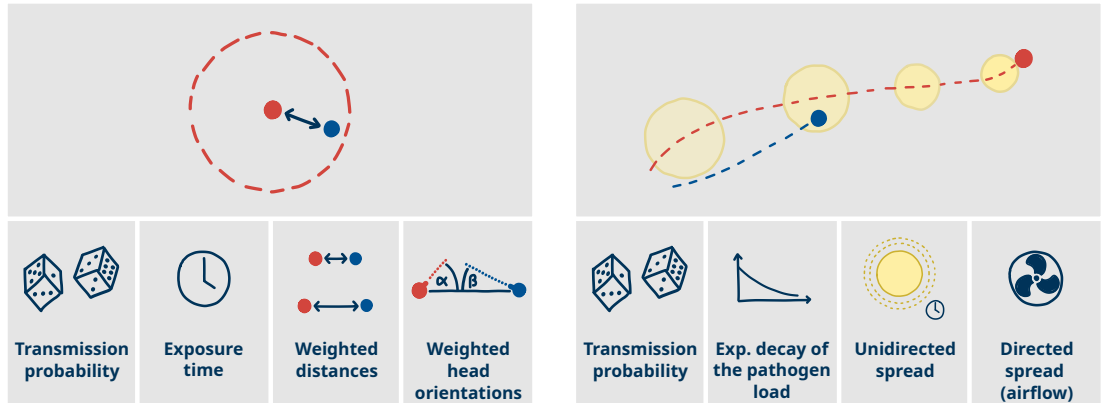 α β
Transmission
probability
Exposure
time
Weighted
distances
Weighted
head
orientations
Transmission
probability
Exp. decay of
the pathogen
load
Unidirected
spread
Directed
spread
(airflow)